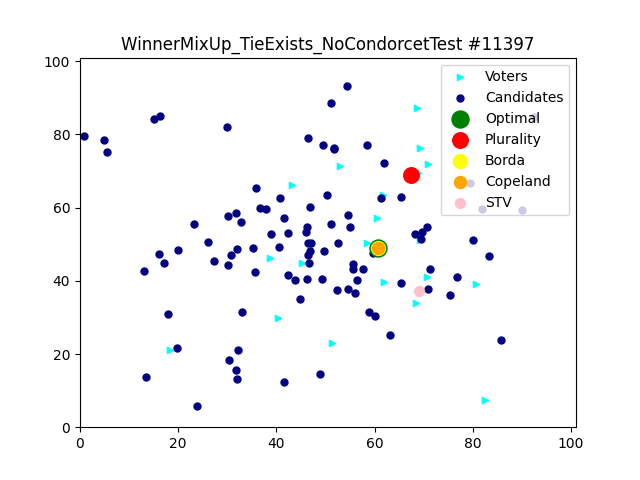 WinnerMixUp_TieExists_NoCondorcetTest #11397
100
80
60
40
20
0
0 20 40 60 80 100
Voters
Candidates
Optimal
Plurality
Borda
Copeland
STV